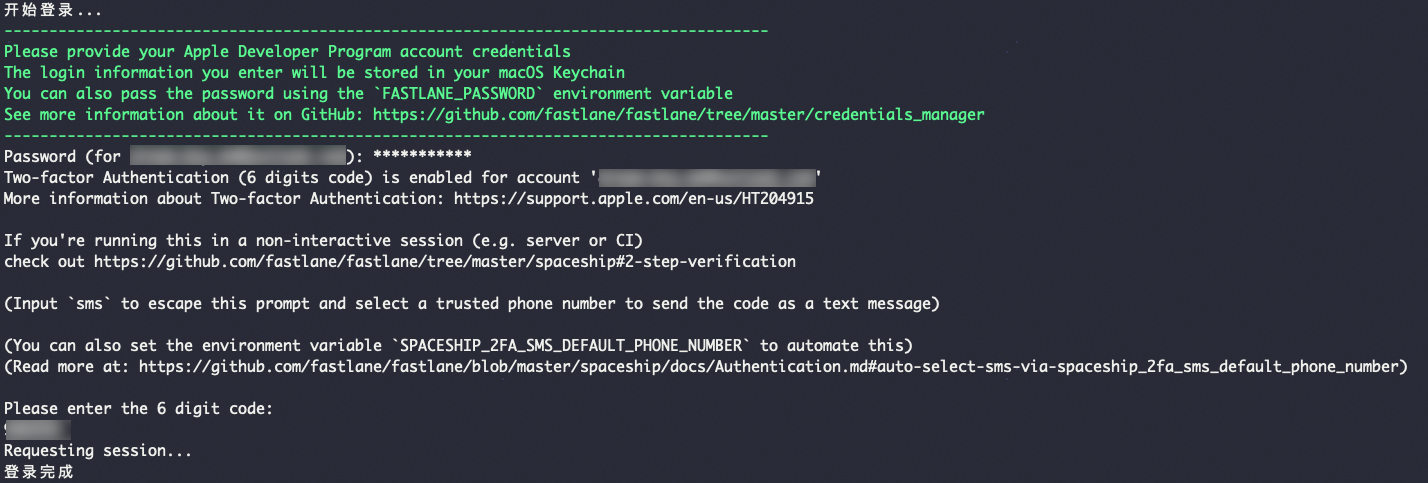 开始登录...
--------------------------------------------------------------------------------
Please provide your Apple Developer Program account credentials
The login information you enter will be stored in your macOS Keychain
You can also pass the password using the `FASTLANE_PASSWORD` environment variable
See more information about it on GitHub: https://github.com/fastlane/fastlane/tree/master/credentials_manager
--------------------------------------------------------------------------------
Password (for ): ***********
Two-factor Authentication (6 digits code) is enabled for account ' '
More information about Two-factor Authentication: https://support.apple.com/en-us/HT204915
If you're running this in a non-interactive session (e.g. server or CI)
check out https://github.com/fastlane/fastlane/tree/master/spaceship#2-step-verification
(Input `sms` to escape this prompt and select a trusted phone number to send the code as a text message)
(You can also set the environment variable `SPACESHIP_2FA_SMS_DEFAULT_PHONE_NUMBER` to automate this)
(Read more at: https://github.com/fastlane/fastlane/blob/master/spaceship/docs/Authentication.md#auto-select-sms-via-spaceship_2fa_sms_default_phone_number)
Please enter the 6 digit code:
Requesting session...
登录完成